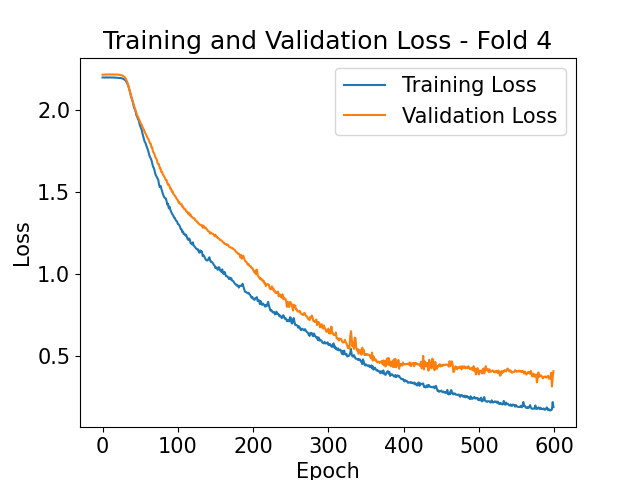 Training and Validation Loss - Fold 4
Training Loss
Validation Loss
2.0
1.5
1.0
0.5
Loss
0 100 200 300 400 500 600
Epoch